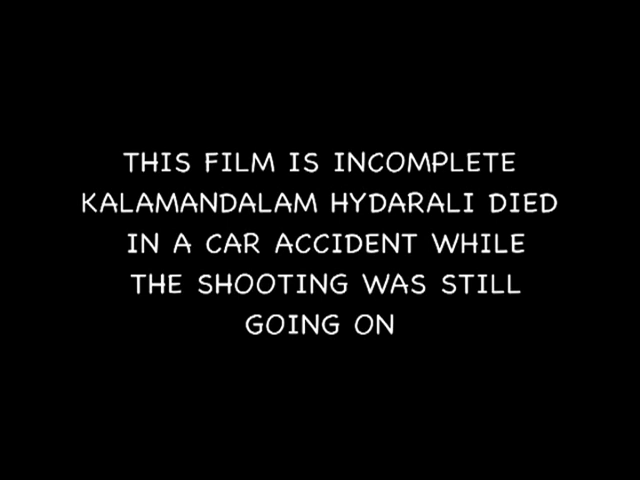 THIS FILM IS INCOMPLETE
KALAMANDALAM HYDARALI DIED
IN A CAR ACCIDENT WHILE
THE SHOOTING WAS STILL
GOING ON